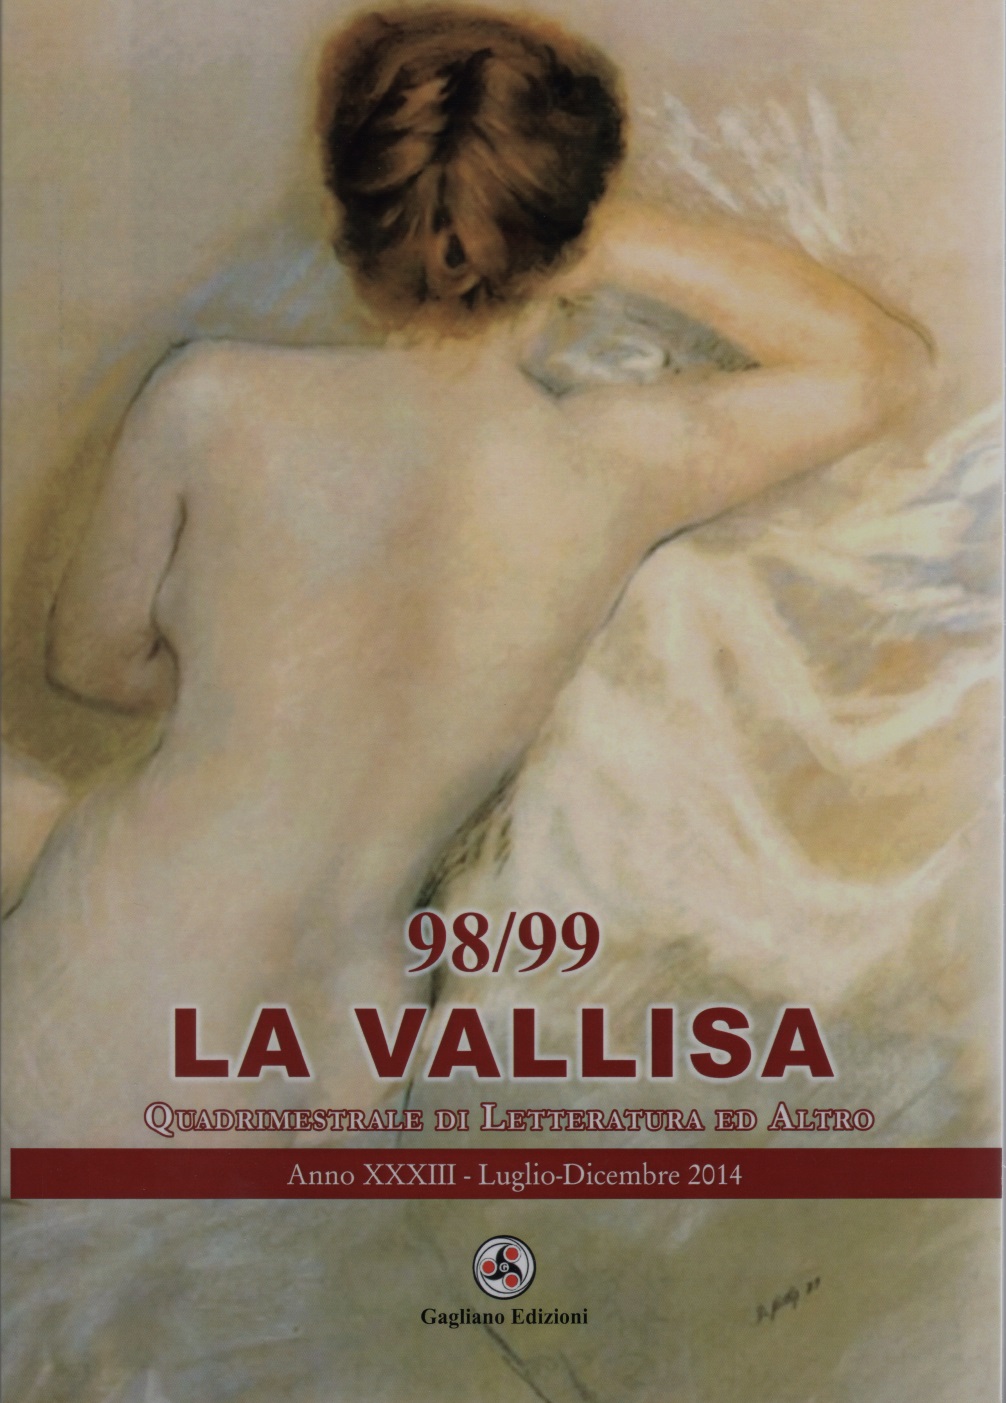 98/99
LA VALLISA
QUADRIMESTRALE DI LETTERATURA ED ALTRO
Anno XXXIII - Luglio-Dicembre 2014
G
Gagliano Edizioni